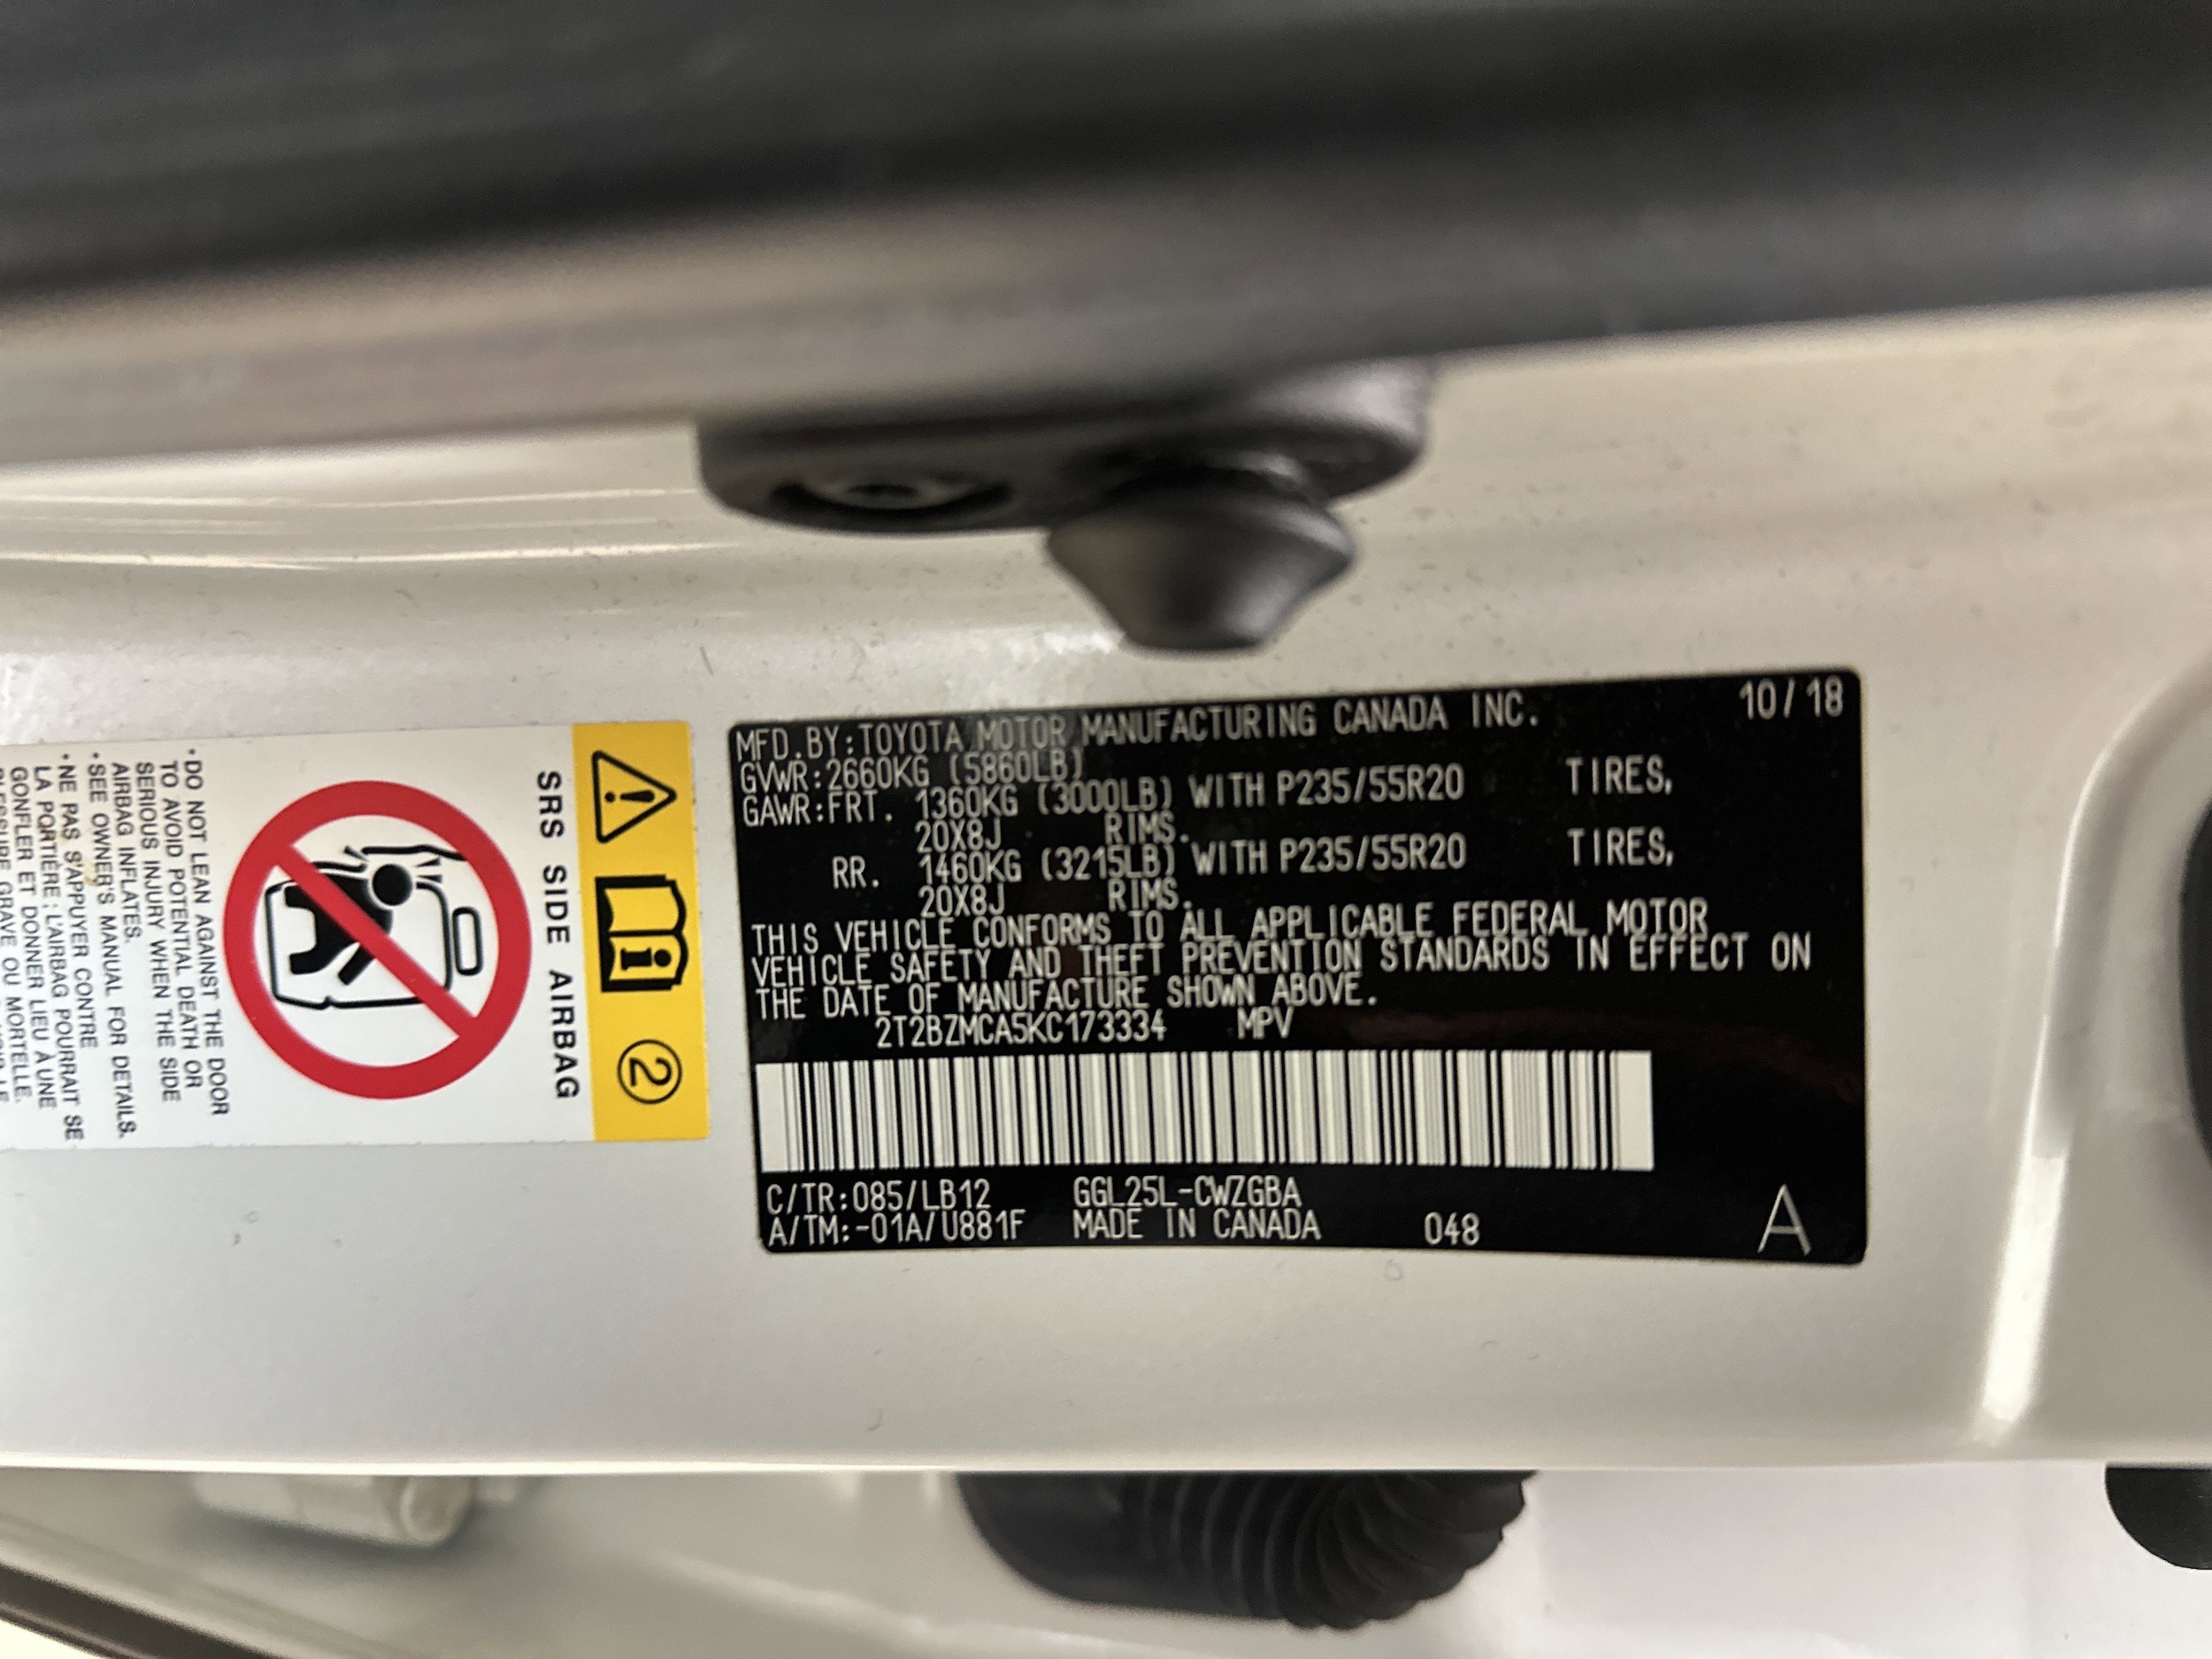 MFD.BY:TOYOTA MOTOR MANUFACTURING CANADA INC. 10/18
GVWR:2660KG (5860LB)
GAWR:FRT. 1360KG (3000LB) WITH P235/55R20 TIRES,
20X8J RIMS.
RR. 1460KG (3215LB) WITH P235/55R20 TIRES,
20X8J RIMS.
THIS VEHICLE CONFORMS TO ALL APPLICABLE FEDERAL MOTOR
VEHICLE SAFETY AND THEFT PREVENTION STANDARDS IN EFFECT ON
THE DATE OF MANUFACTURE SHOWN ABOVE.
2T2BZMCA5KC173334 MPV
C/TR:085/LB12 GGL25L-CWZGBA
A/TM:-01A/U881F MADE IN CANADA 048 A
2
SRS SIDE AIRBAG
•DO NOT LEAN AGAINST THE DOOR
TO AVOID POTENTIAL DEATH OR
SERIOUS INJURY WHEN THE SIDE
AIRBAG INFLATES.
•SEE OWNER'S MANUAL FOR DETAILS.
•NE PAS S'APPUYER CONTRE
LA PORTIÈRE : L'AIRBAG POURRAIT SE
GONFLER ET DONNER LIEU À UNE
GRAVE OU MORTELLE.